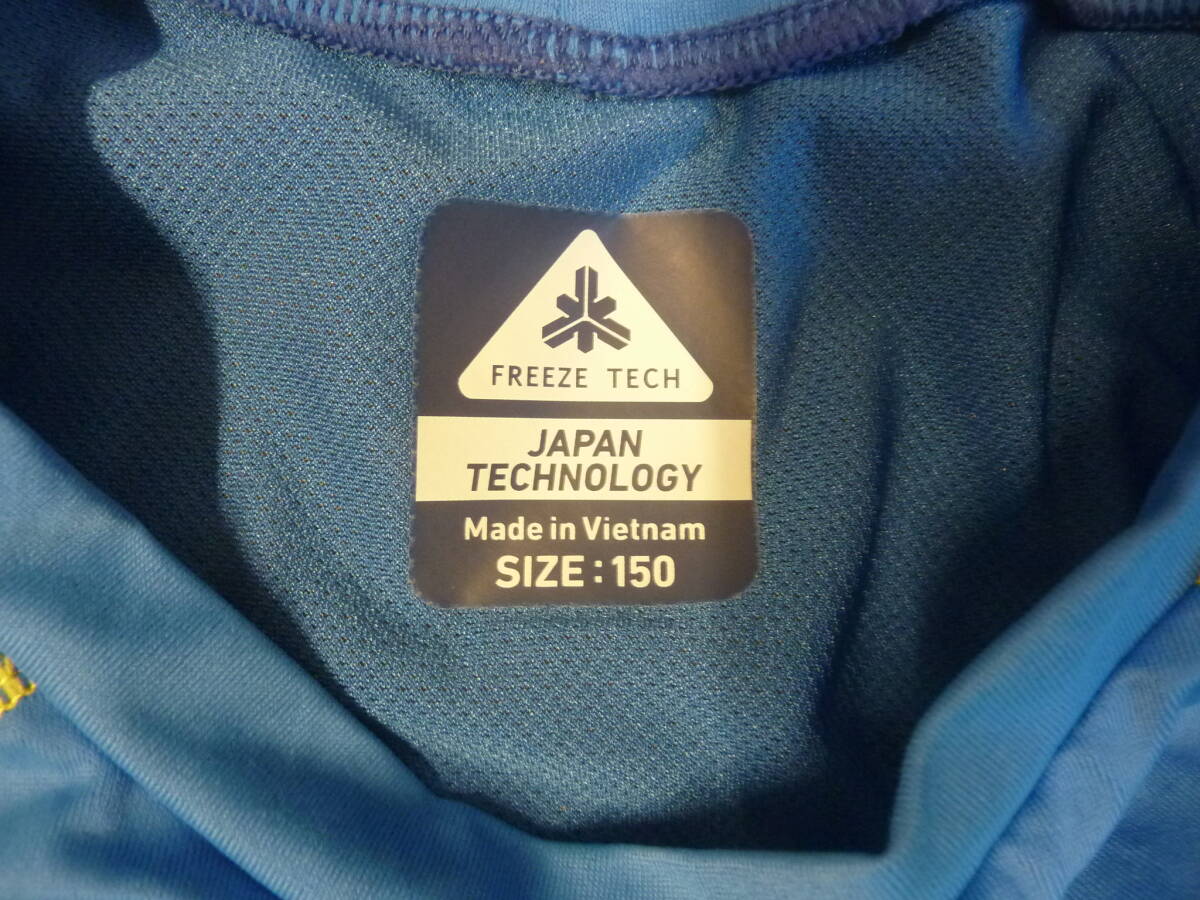 FREEZE TECH
JAPAN
TECHNOLOGY
Made in Vietnam
SIZE : 150